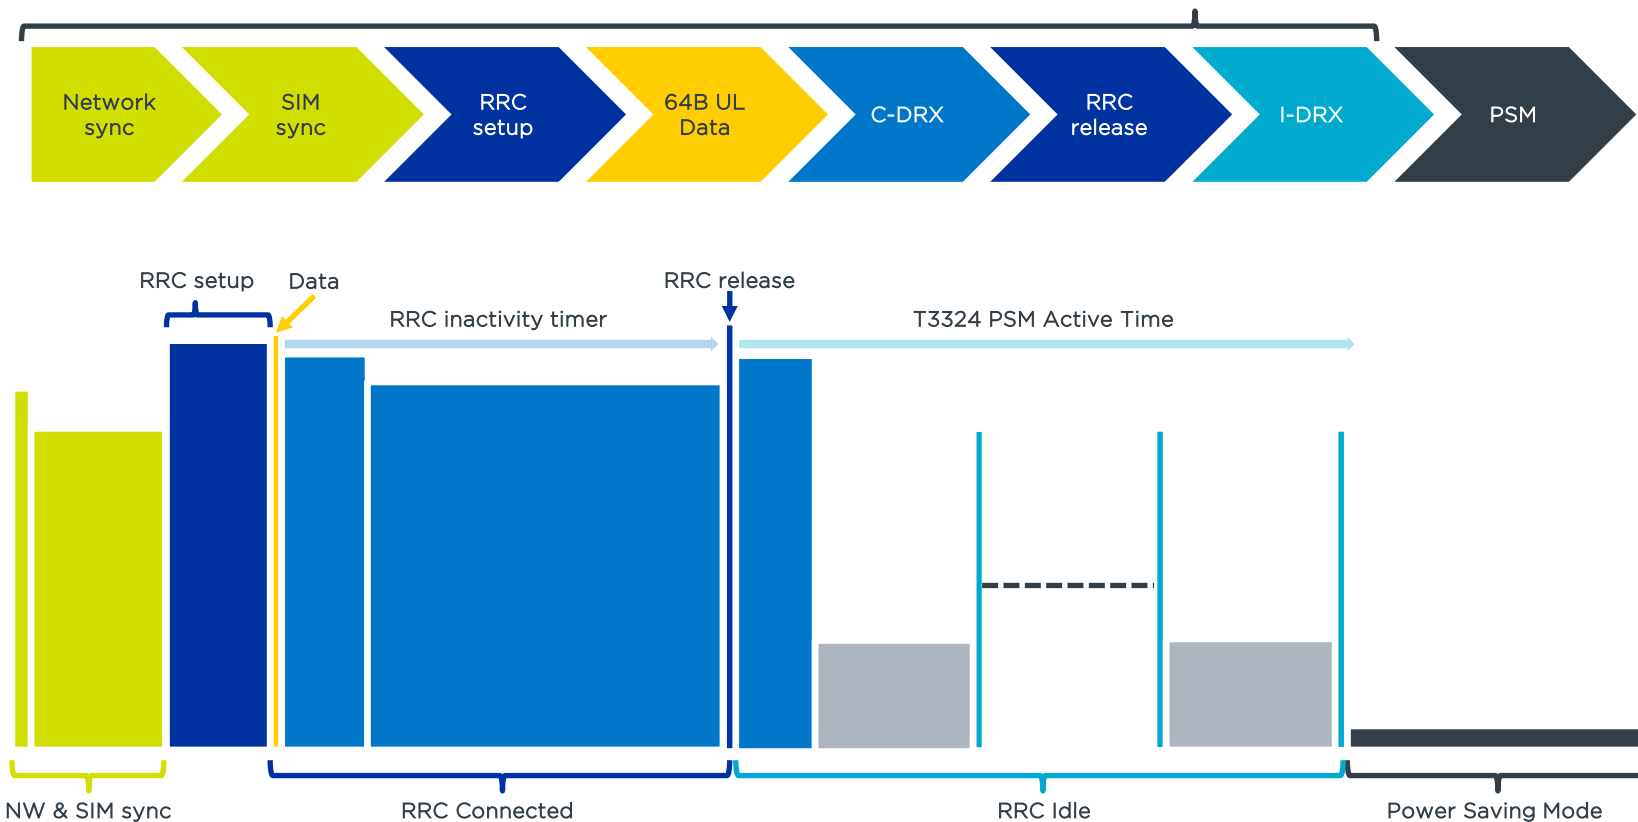 Network
sync
SIM
sync
RRC
setup
64B UL
Data
C-DRX
RRC
release
I-DRX
PSM
RRC setup
Data
RRC release
RRC inactivity timer
T3324 PSM Active Time
NW & SIM sync
RRC Connected
RRC Idle
Power Saving Mode